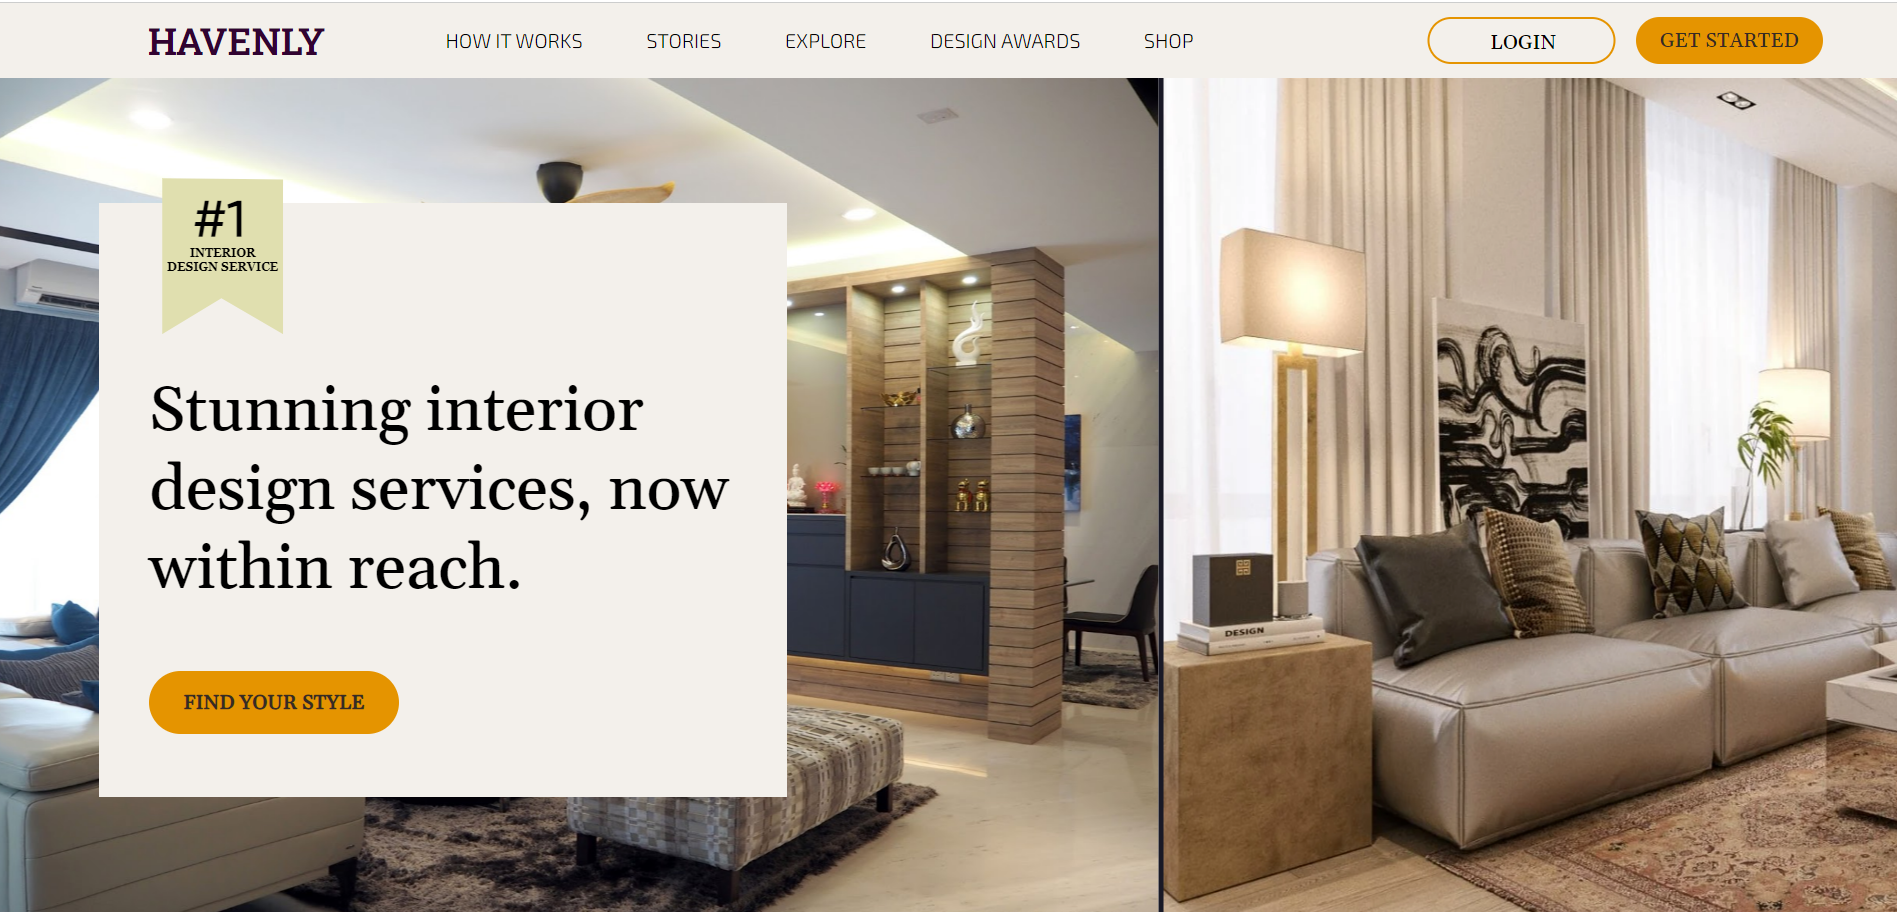 HAVENLY
HOW IT WORKS
STORIES
EXPLORE
DESIGN AWARDS
SHOP
LOGIN
GET STARTED
#1
INTERIOR
DESIGN SERVICE
Stunning interior
design services, now
within reach.
FIND YOUR STYLE
DESIGN